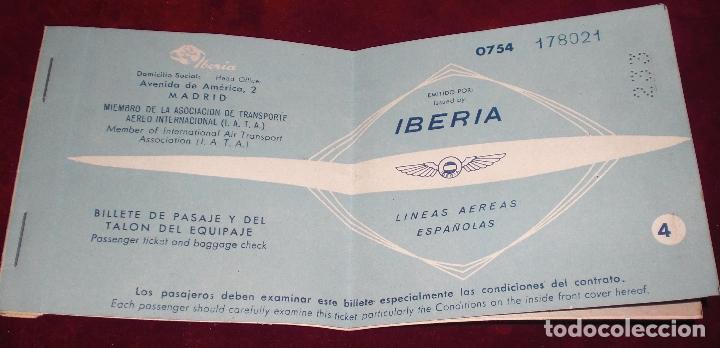 Iberia
Domicilio Social: Head Office:
Avenida de América, 2
MADRID
MIEMBRO DE LA ASOCIACION DE TRANSPORTE
AEREO INTERNACIONAL (I. A. T. A.)
Member of International Air Transport
Association (I. A. T. A.)
BILLETE DE PASAJE Y DEL
TALON DEL EQUIPAJE
Passenger ticket and baggage check
0754 178021
232
EMITIDO POR:
Issued by
IBERIA
LINEAS AEREAS
ESPAÑOLAS
4
Los pasajeros deben examinar este billete especialmente las condiciones del contrato.
Each passenger should carefully examine this ticket particularly the Conditions on the inside front cover hereof.
todocoleccion.net